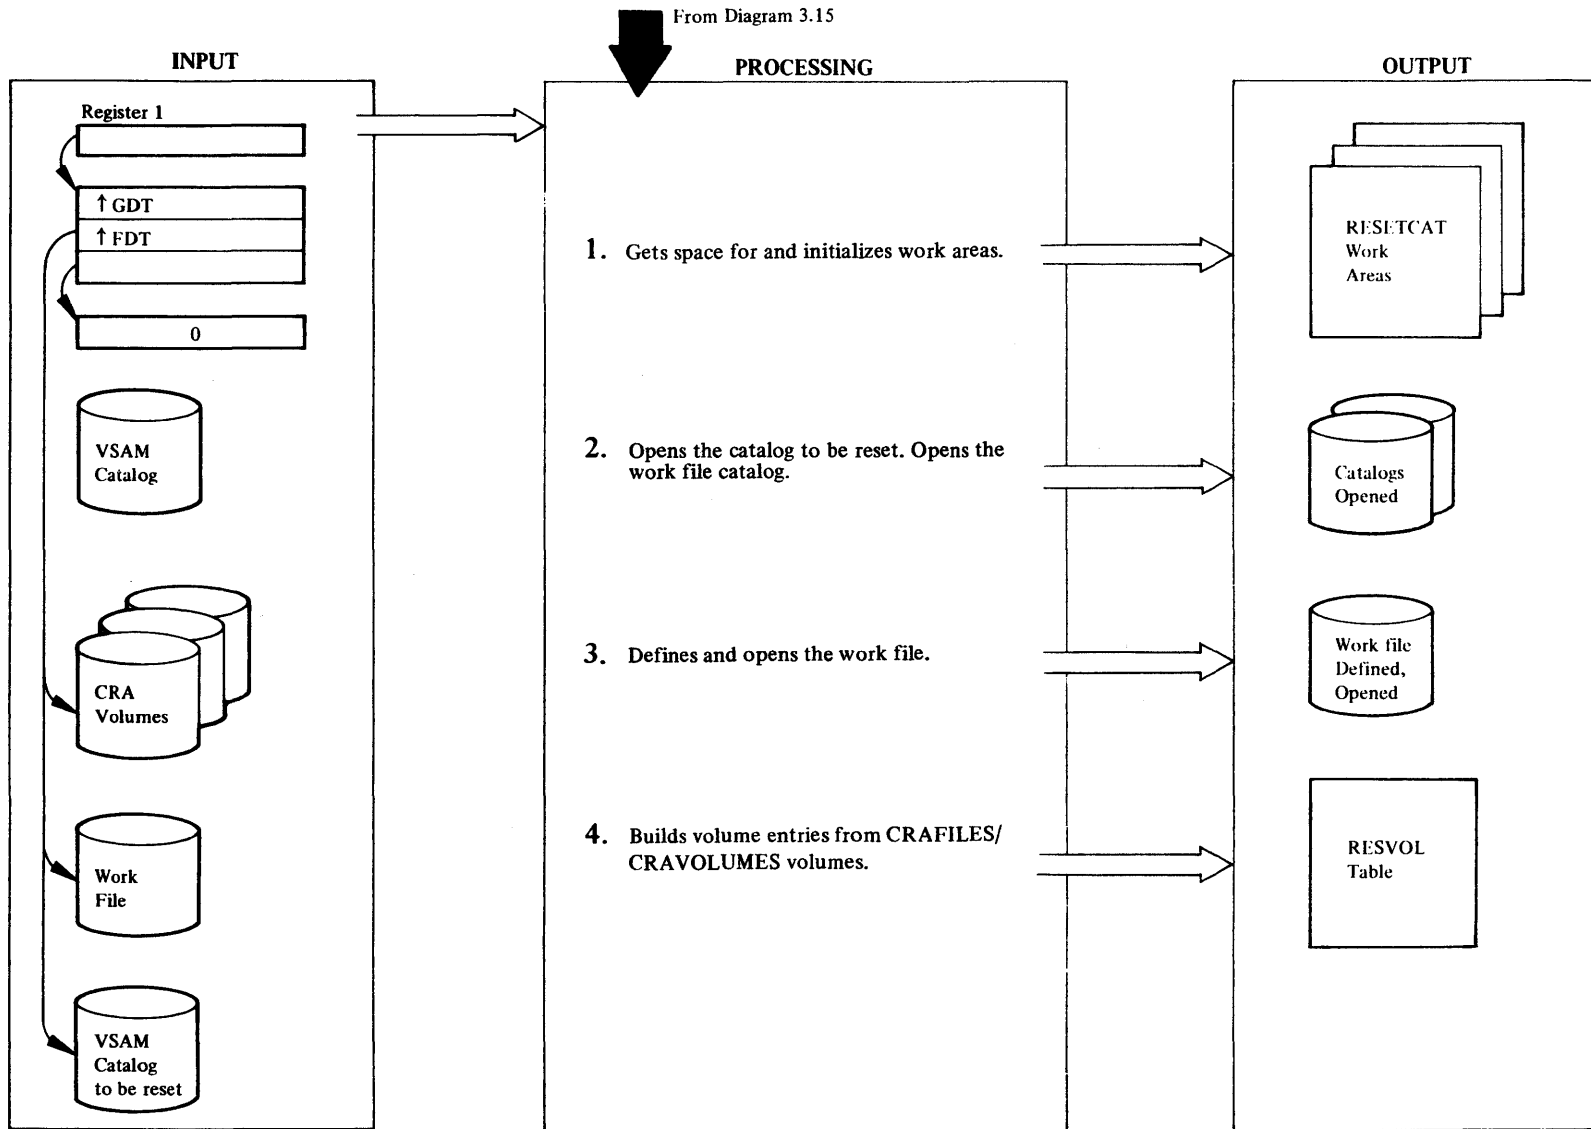 From Diagram 3.15
INPUT
PROCESSING
OUTPUT
Register 1
↑ GDT
↑ FDT
0
VSAM
Catalog
CRA
Volumes
Work
File
VSAM
Catalog
to be reset
1. Gets space for and initializes work areas.
2. Opens the catalog to be reset. Opens the
work file catalog.
3. Defines and opens the work file.
4. Builds volume entries from CRAFILES/
CRAVOLUMES volumes.
RESETCAT
Work
Areas
Catalogs
Opened
Work file
Defined,
Opened
RESVOL
Table